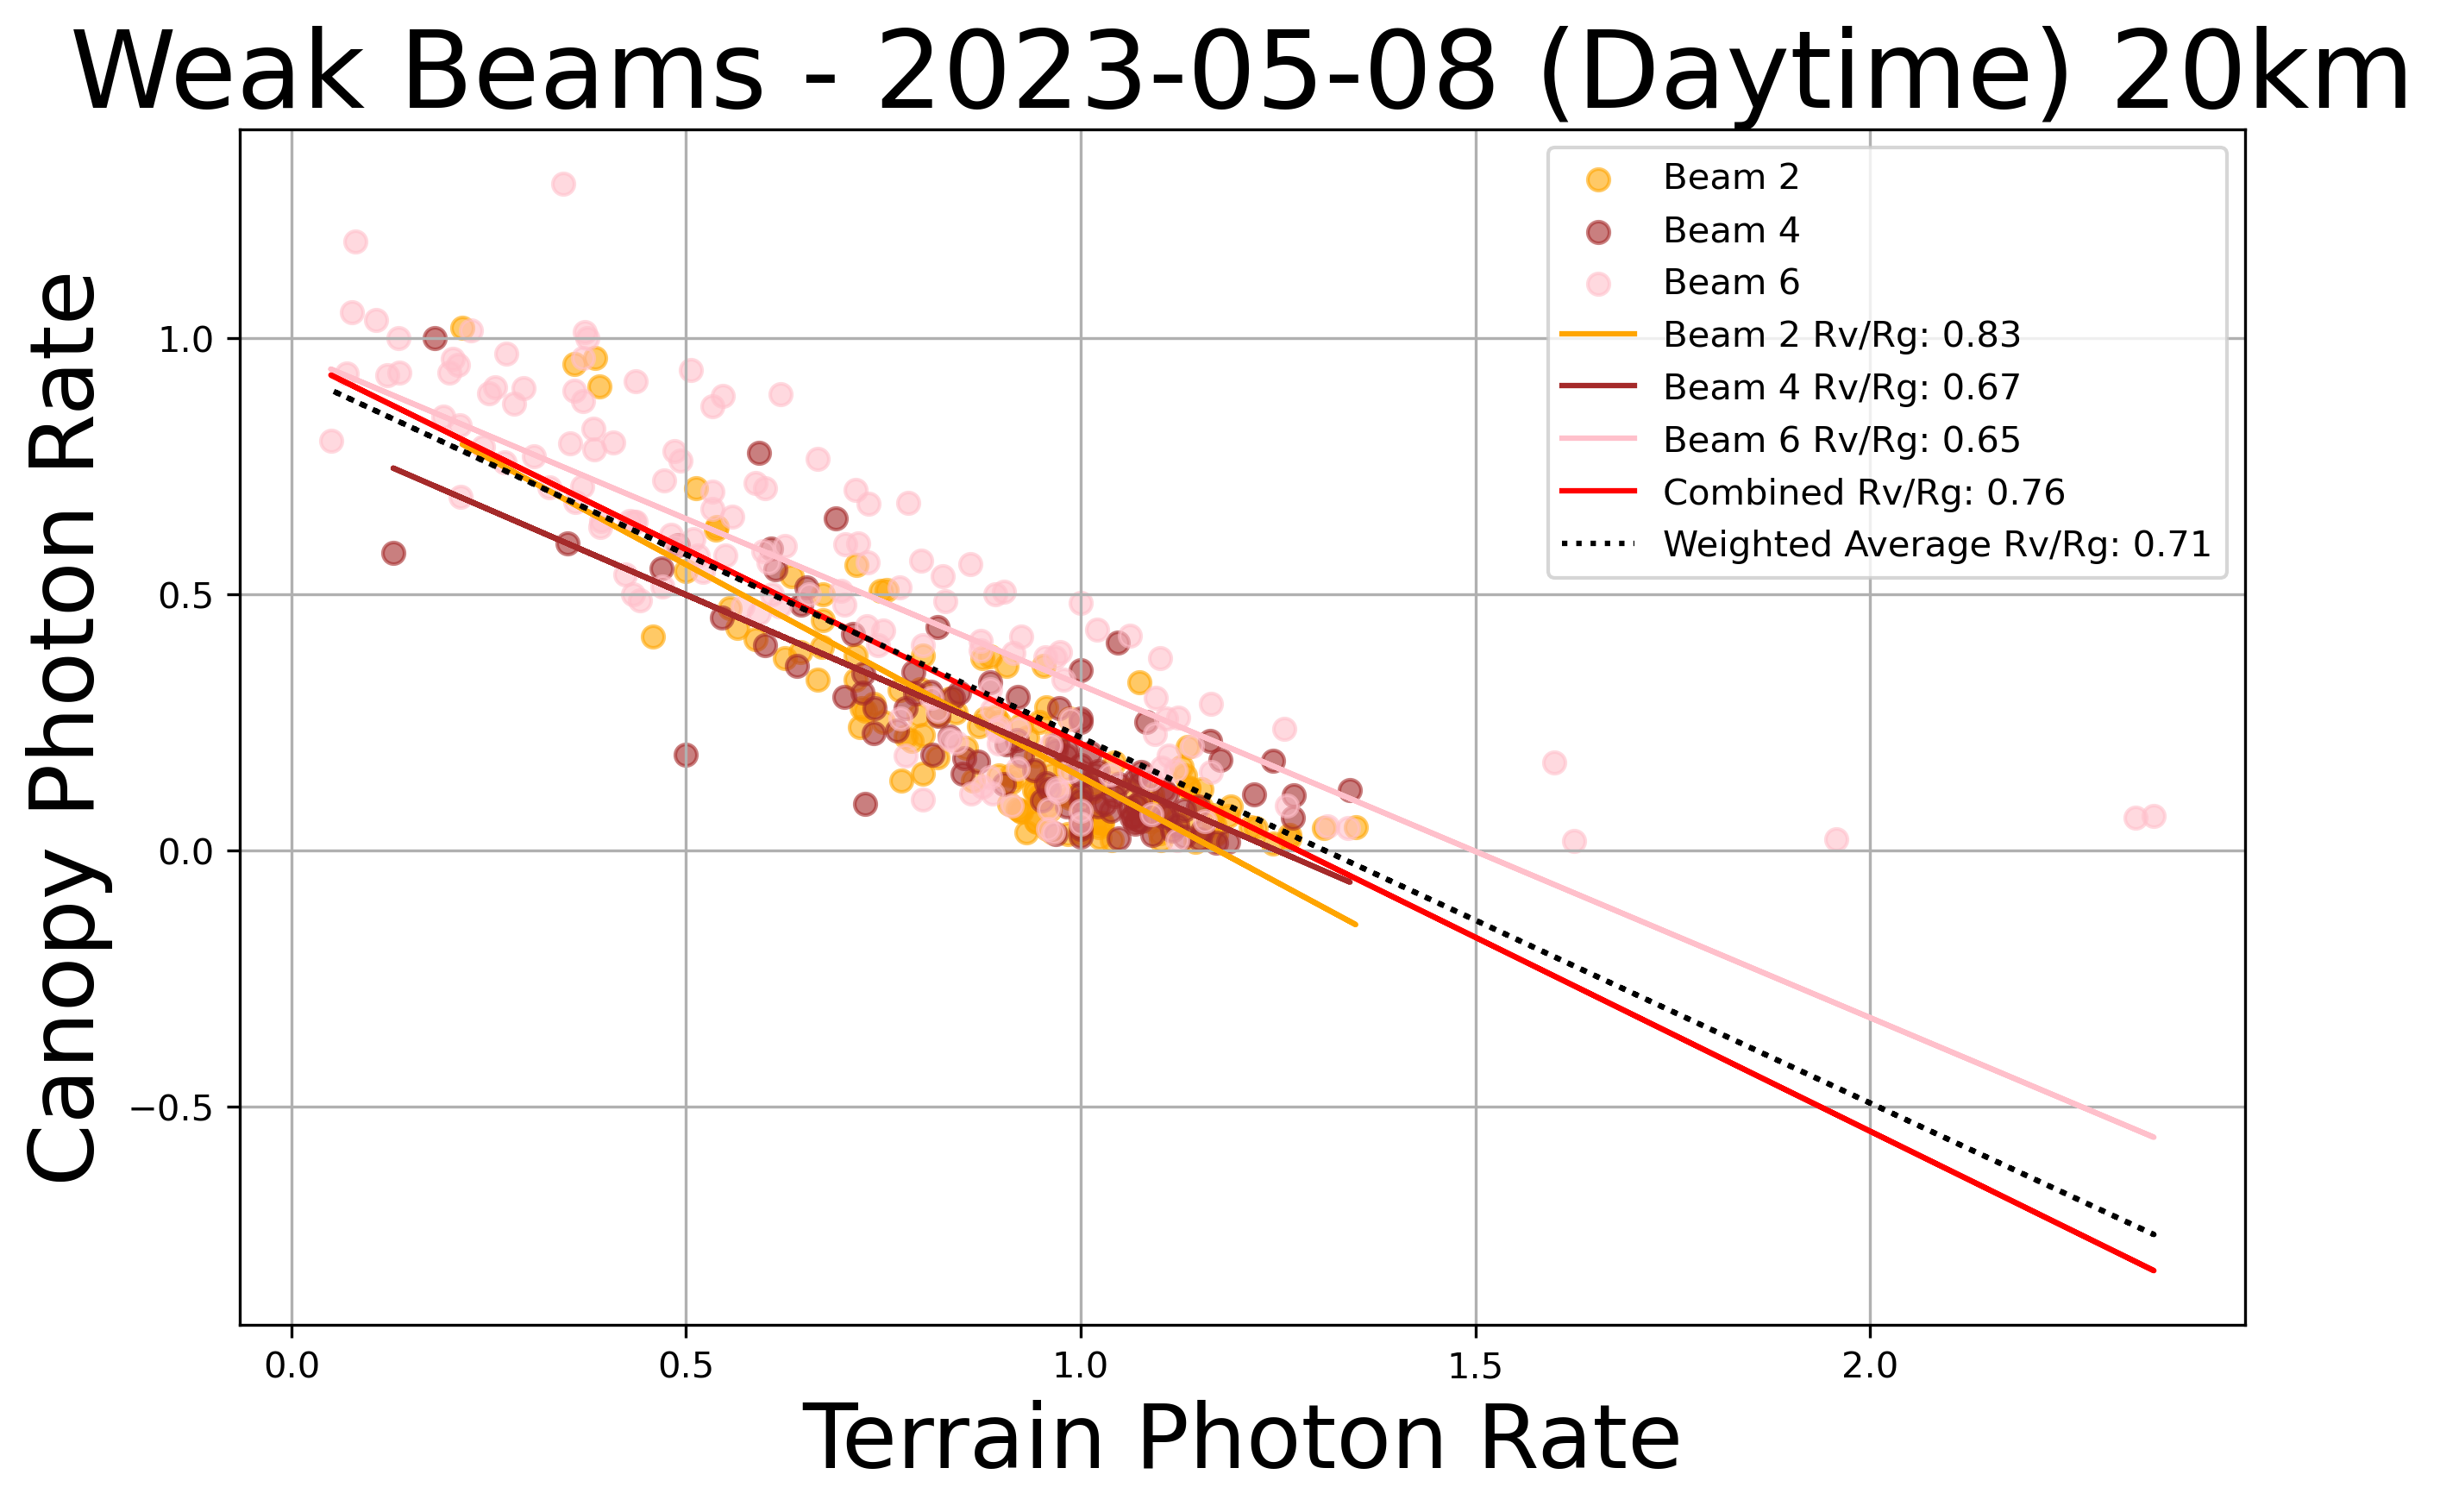 Weak Beams - 2023-05-08 (Daytime) 20km
Canopy Photon Rate
1.0
0.5
0.0
−0.5
Beam 2
Beam 4
Beam 6
Beam 2 Rv/Rg: 0.83
Beam 4 Rv/Rg: 0.67
Beam 6 Rv/Rg: 0.65
Combined Rv/Rg: 0.76
Weighted Average Rv/Rg: 0.71
0.0 0.5 1.0 1.5 2.0
Terrain Photon Rate